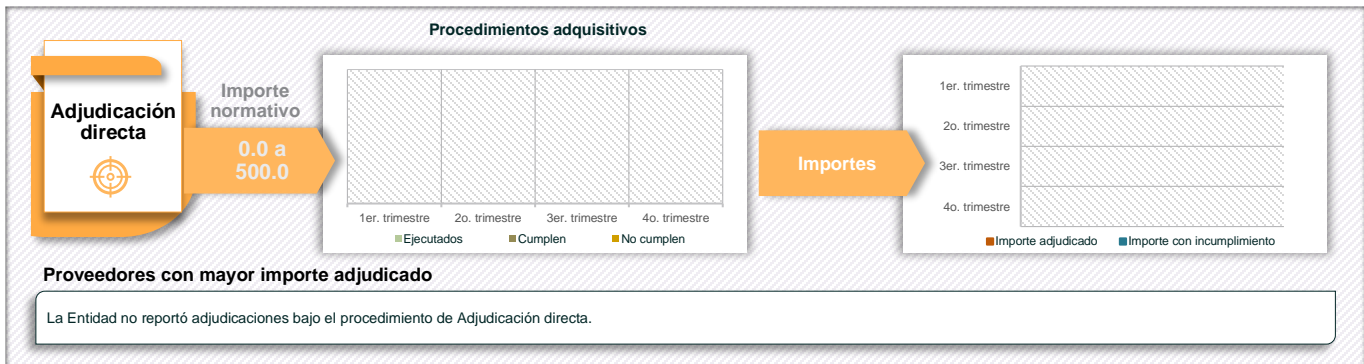 Procedimientos adquisitivos
Adjudicación
directa
Importe
normativo
0.0 a
500.0
1er. trimestre
2o. trimestre
3er. trimestre
4o. trimestre
Ejecutados
Cumplen
No cumplen
Importes
1er. trimestre
2o. trimestre
3er. trimestre
4o. trimestre
Importe adjudicado
Importe con incumplimiento
Proveedores con mayor importe adjudicado
La Entidad no reportó adjudicaciones bajo el procedimiento de Adjudicación directa.